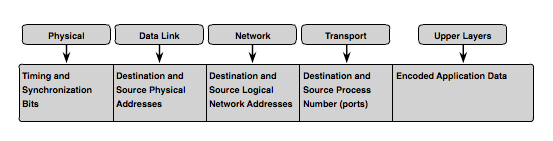 Physical
Data Link
Network
Transport
Upper Layers
Timing and
Synchronization
Bits
Destination and
Source Physical
Addresses
Destination and
Source Logical
Network Addresses
Destination and
Source Process
Number (ports)
Encoded Application Data